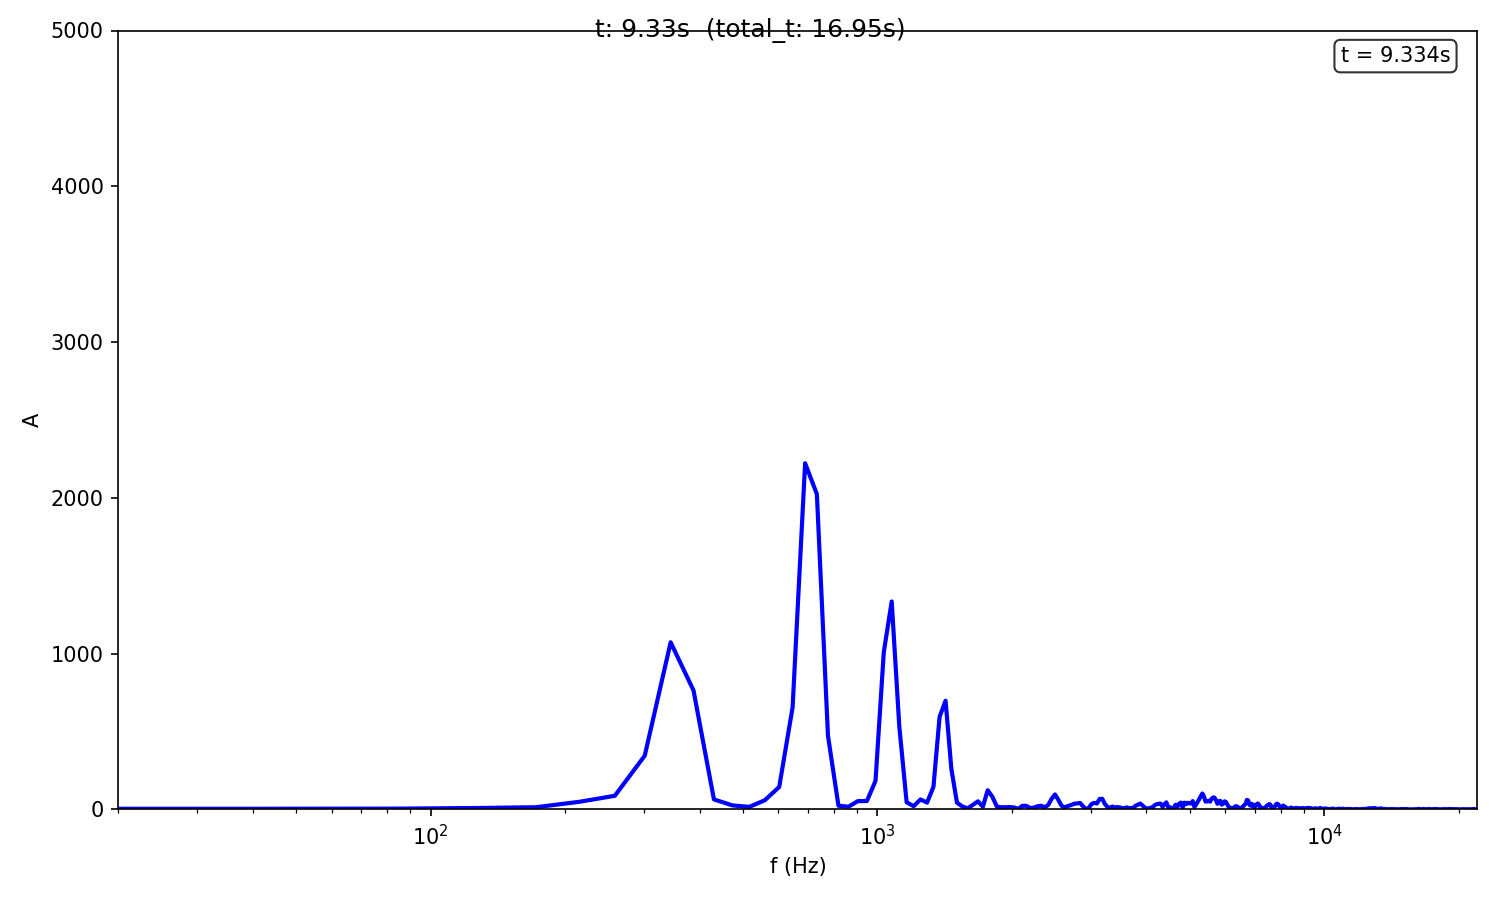 t: 9.33s (total_t: 16.95s)
t = 9.334s
5000
4000
3000
2000
1000
0
A
10²
10³
10⁴
f (Hz)